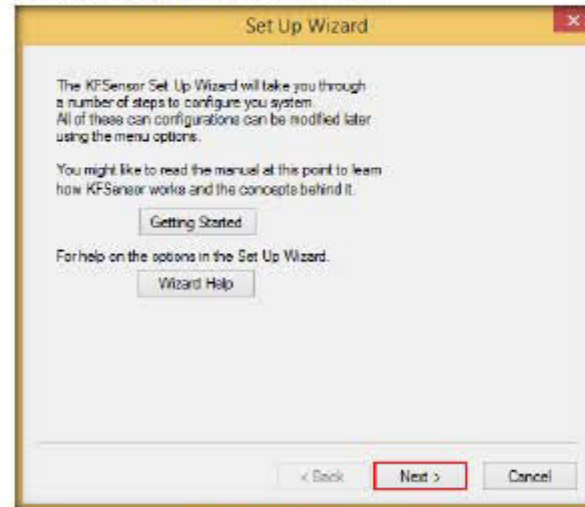 Set Up Wizard
The KFSensor Set Up Wizard will take you through
a number of steps to configure you system.
All of these can configurations can be modified later
using the menu options.
You might like to read the manual at this point to learn
how KFSensor works and the concepts behind it.
Getting Started
For help on the options in the Set Up Wizard.
Wizard Help
< Back Next > Cancel